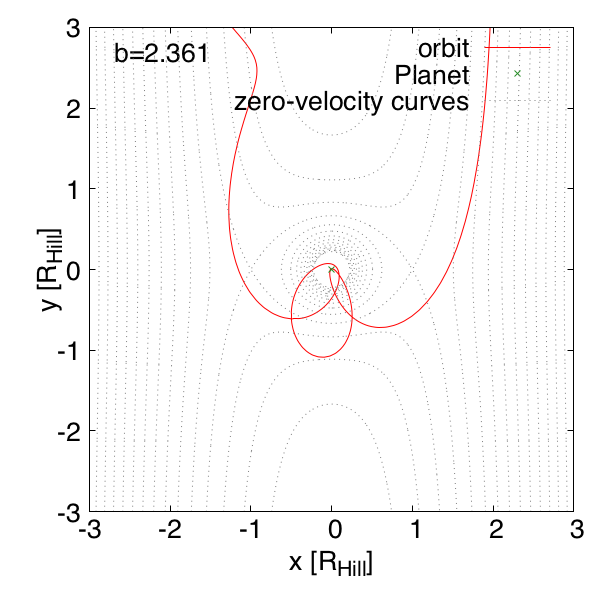 b=2.361
orbit
Planet
zero-velocity curves
3
2
1
0
-1
-2
-3
y [R_Hill]
-3 -2 -1 0 1 2 3
x [R_Hill]